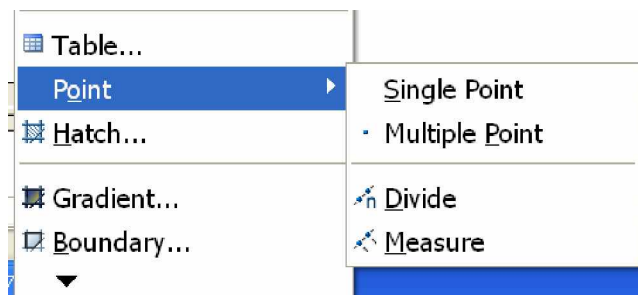 Table...
Point
Hatch...
Gradient...
Boundary...
Single Point
Multiple Point
Divide
Measure